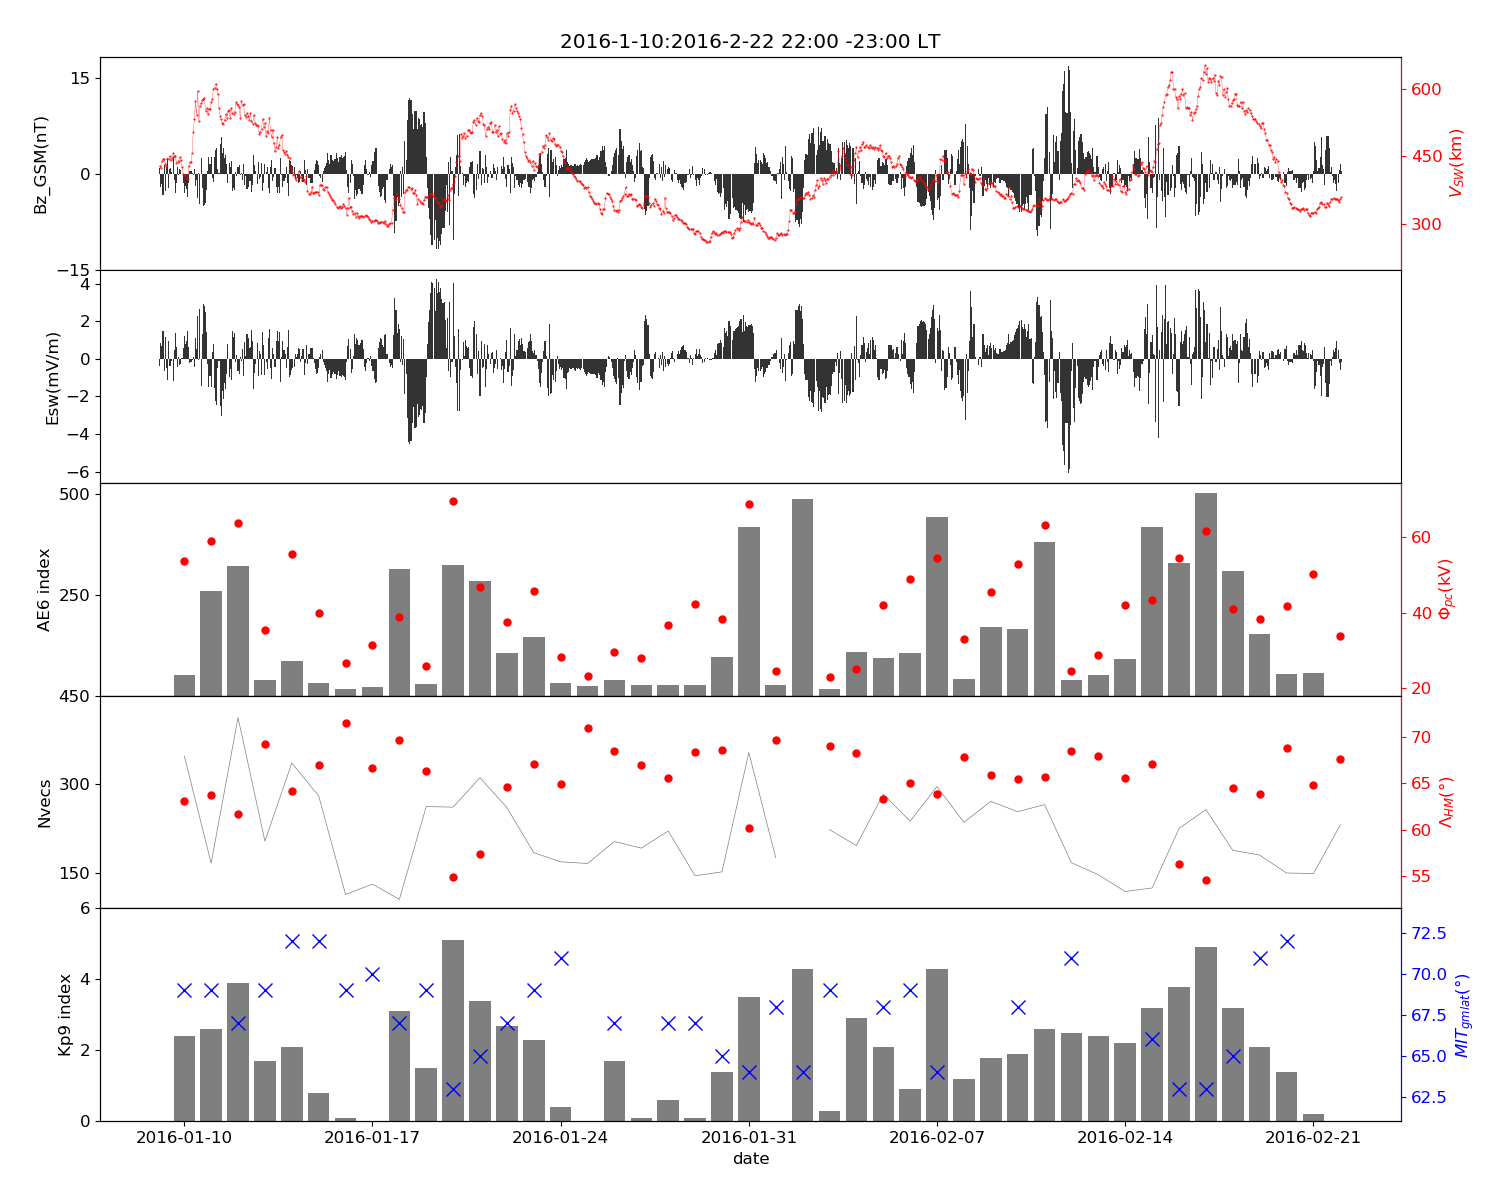 2016-1-10:2016-2-22 22:00 -23:00 LT
15
0
−15
Bz_GSM(nT)
600
450
300
V_SW(km)
4
2
0
−2
−4
−6
Esw(mV/m)
500
250
AE6 index
60
40
20
Φ_pc(kV)
450
300
150
Nvecs
70
65
60
55
Λ_HM(°)
6
4
2
0
Kp9 index
72.5
70.0
67.5
65.0
62.5
MIT_gmlat(°)
2016-01-10 2016-01-17 2016-01-24 2016-01-31 2016-02-07 2016-02-14 2016-02-21
date